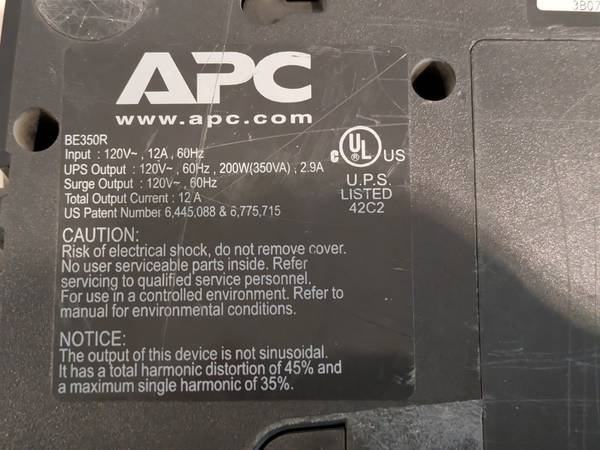 3B07
APC
www.apc.com
BE350R
Input : 120V~ , 12A , 60Hz
UPS Output : 120V~ , 60Hz , 200W(350VA) , 2.9A
Surge Output : 120V~ , 60Hz
Total Output Current : 12 A
US Patent Number 6,445,088 & 6,775,715
c UL US
U.P.S.
LISTED
42C2
CAUTION:
Risk of electrical shock, do not remove cover.
No user serviceable parts inside. Refer
servicing to qualified service personnel.
For use in a controlled environment. Refer to
manual for environmental conditions.
NOTICE:
The output of this device is not sinusoidal.
It has a total harmonic distortion of 45% and
a maximum single harmonic of 35%.